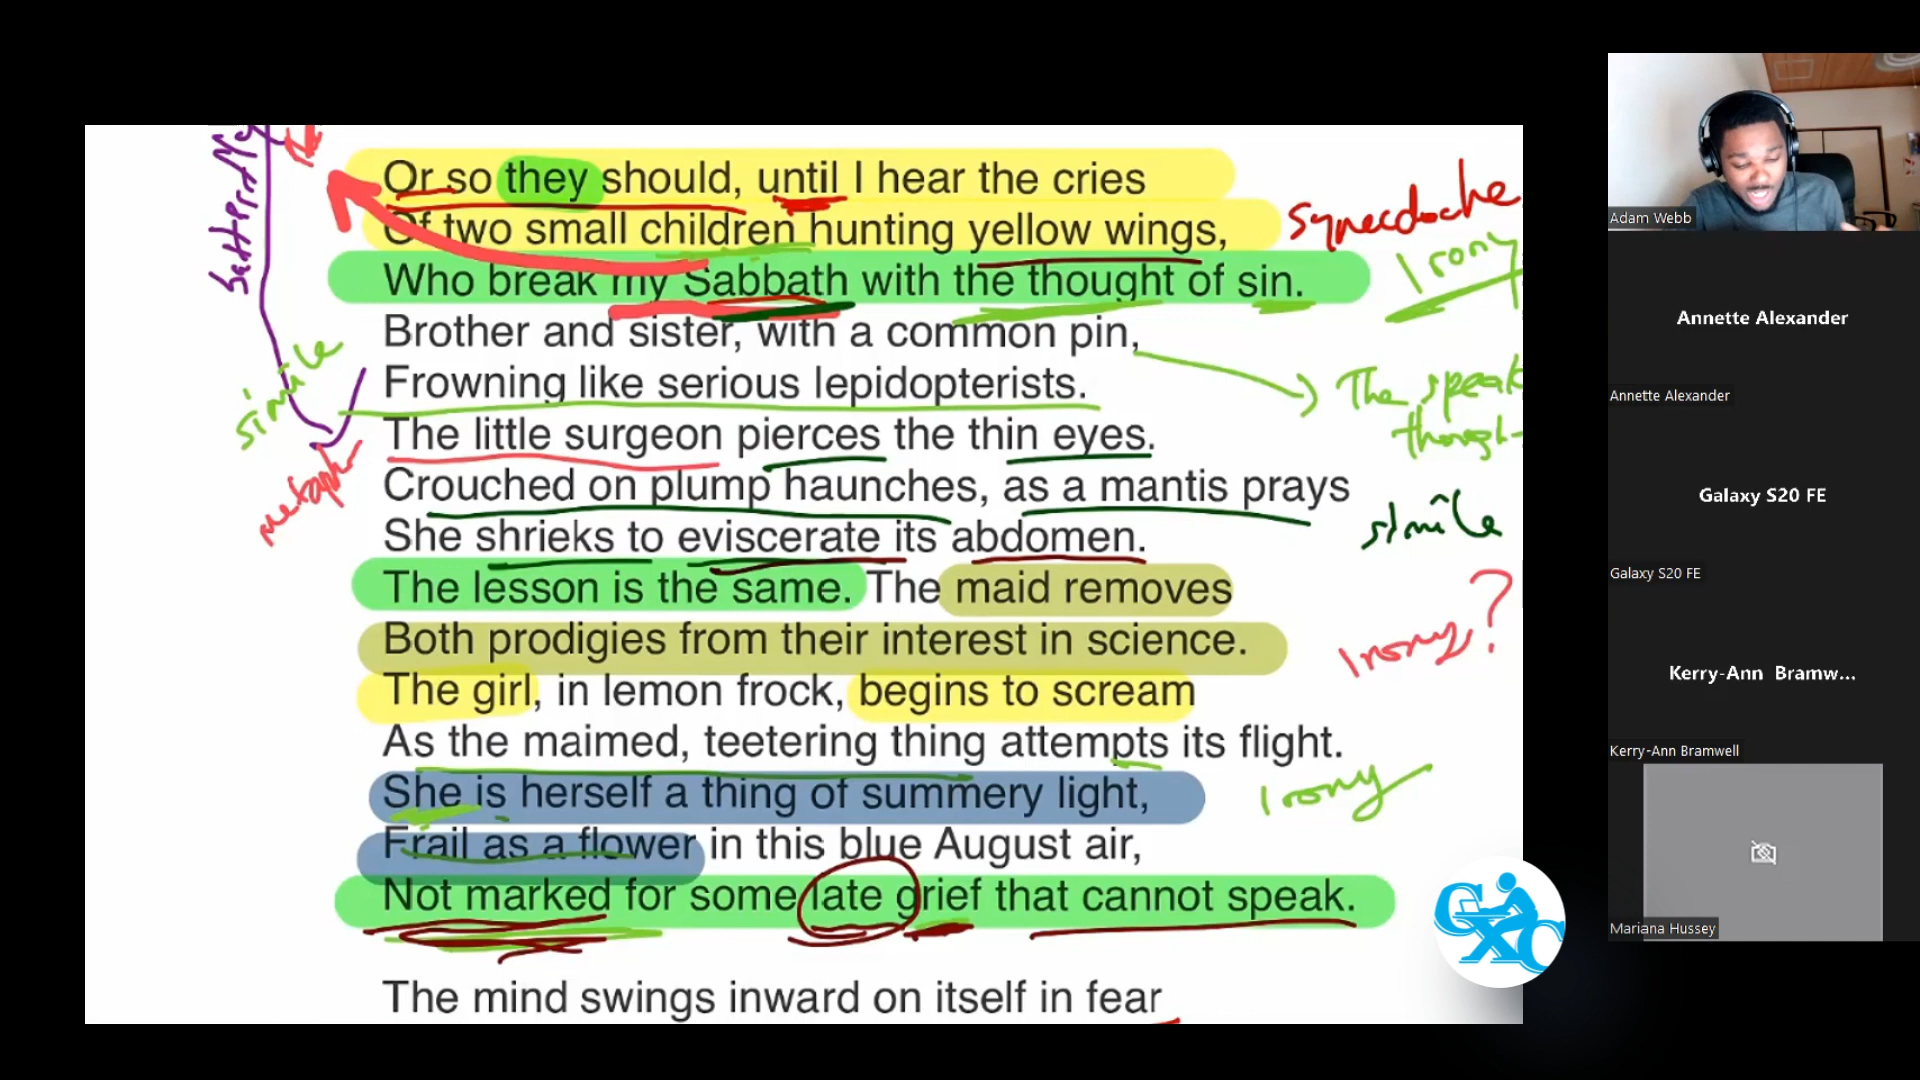 Or so they should, until I hear the cries
Of two small children hunting yellow wings,
Who break my Sabbath with the thought of sin.
Brother and sister, with a common pin,
Frowning like serious lepidopterists.
The little surgeon pierces the thin eyes.
Crouched on plump haunches, as a mantis prays
She shrieks to eviscerate its abdomen.
The lesson is the same. The maid removes
Both prodigies from their interest in science.
The girl, in lemon frock, begins to scream
As the maimed, teetering thing attempts its flight.
She is herself a thing of summery light,
Frail as a flower in this blue August air,
Not marked for some late grief that cannot speak.
The mind swings inward on itself in fear
simile
synecdoche
Irony
The speak
simile
Irony?
Irony
GXC
Adam Webb
Annette Alexander
Annette Alexander
Galaxy S20 FE
Galaxy S20 FE
Kerry-Ann Bramw...
Kerry-Ann Bramwell
Mariana Hussey